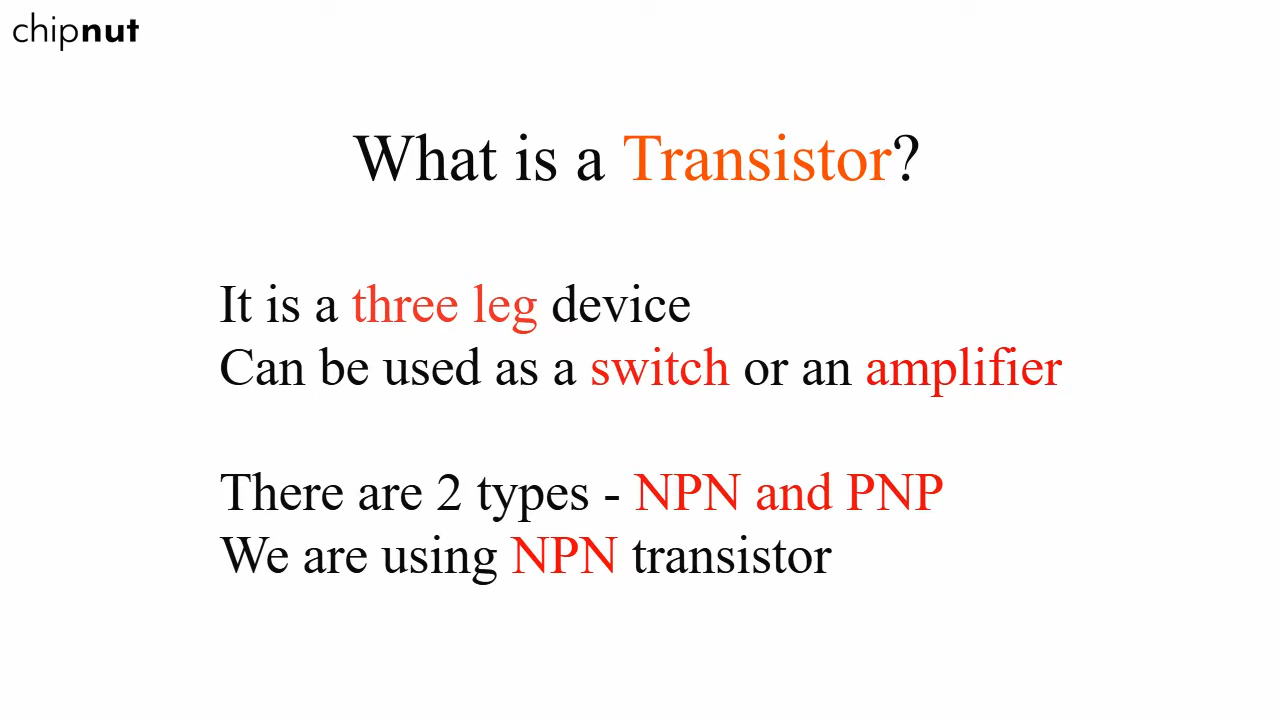 chipnut
What is a Transistor?
It is a three leg device
Can be used as a switch or an amplifier
There are 2 types - NPN and PNP
We are using NPN transistor